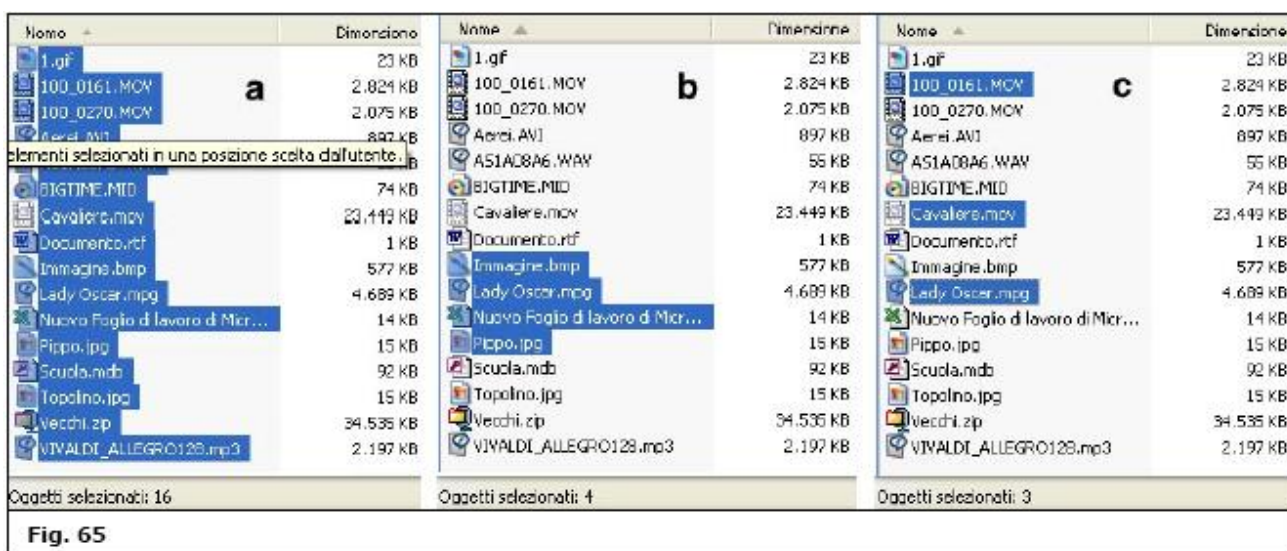 Nome Dimensione
1.gif 23 KB
100_0161.MOV 2.824 KB
a
100_0270.MOV 2.075 KB
Aerei.AVI 897 KB
elementi selezionati in una posizione scelta dall'utente.
BIGTIME.MID 74 KB
Cavaliere.mov 23.449 KB
Documento.rtf 1 KB
Immagine.bmp 577 KB
Lady Oscar.mpg 4.689 KB
Nuovo Foglio di lavoro di Micr... 14 KB
Pippo.jpg 15 KB
Scuola.mdb 92 KB
Topolino.jpg 15 KB
Vecchi.zip 34.535 KB
VIVALDI_ALLEGRO128.mp3 2.197 KB
Oggetti selezionati: 16
Nome Dimensione
1.gif 23 KB
100_0161.MOV 2.824 KB
b
100_0270.MOV 2.075 KB
Aerei.AVI 897 KB
AS1A08A6.WAV 55 KB
BIGTIME.MID 74 KB
Cavaliere.mov 23.449 KB
Documento.rtf 1 KB
Immagine.bmp 577 KB
Lady Oscar.mpg 4.689 KB
Nuovo Foglio di lavoro di Micr... 14 KB
Pippo.jpg 15 KB
Scuola.mdb 92 KB
Topolino.jpg 15 KB
Vecchi.zip 34.535 KB
VIVALDI_ALLEGRO128.mp3 2.197 KB
Oggetti selezionati: 4
Nome Dimensione
1.gif 23 KB
100_0161.MOV 2.824 KB
c
100_0270.MOV 2.075 KB
Aerei.AVI 897 KB
AS1A08A6.WAV 55 KB
BIGTIME.MID 74 KB
Cavaliere.mov 23.449 KB
Documento.rtf 1 KB
Immagine.bmp 577 KB
Lady Oscar.mpg 4.689 KB
Nuovo Foglio di lavoro di Micr... 14 KB
Pippo.jpg 15 KB
Scuola.mdb 92 KB
Topolino.jpg 15 KB
Vecchi.zip 34.535 KB
VIVALDI_ALLEGRO128.mp3 2.197 KB
Oggetti selezionati: 3
Fig. 65